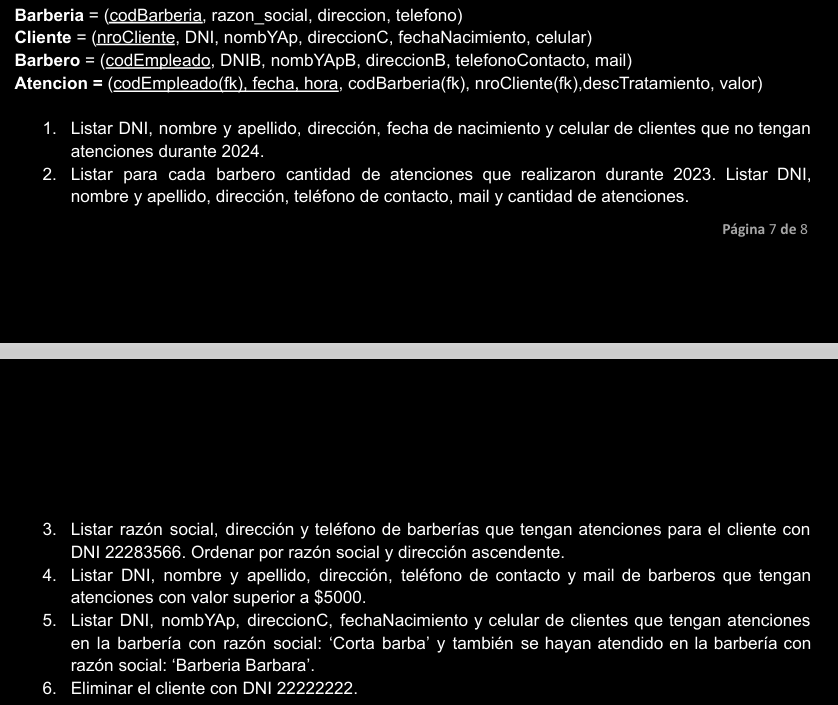 Barberia = (codBarberia, razon_social, direccion, telefono)
Cliente = (nroCliente, DNI, nombYAp, direccionC, fechaNacimiento, celular)
Barbero = (codEmpleado, DNIB, nombYApB, direccionB, telefonoContacto, mail)
Atencion = (codEmpleado(fk), fecha, hora, codBarberia(fk), nroCliente(fk),descTratamiento, valor)
1. Listar DNI, nombre y apellido, dirección, fecha de nacimiento y celular de clientes que no tengan
atenciones durante 2024.
2. Listar para cada barbero cantidad de atenciones que realizaron durante 2023. Listar DNI,
nombre y apellido, dirección, teléfono de contacto, mail y cantidad de atenciones.
Página 7 de 8
3. Listar razón social, dirección y teléfono de barberías que tengan atenciones para el cliente con
DNI 22283566. Ordenar por razón social y dirección ascendente.
4. Listar DNI, nombre y apellido, dirección, teléfono de contacto y mail de barberos que tengan
atenciones con valor superior a $5000.
5. Listar DNI, nombYAp, direccionC, fechaNacimiento y celular de clientes que tengan atenciones
en la barbería con razón social: ‘Corta barba’ y también se hayan atendido en la barbería con
razón social: ‘Barberia Barbara’.
6. Eliminar el cliente con DNI 22222222.